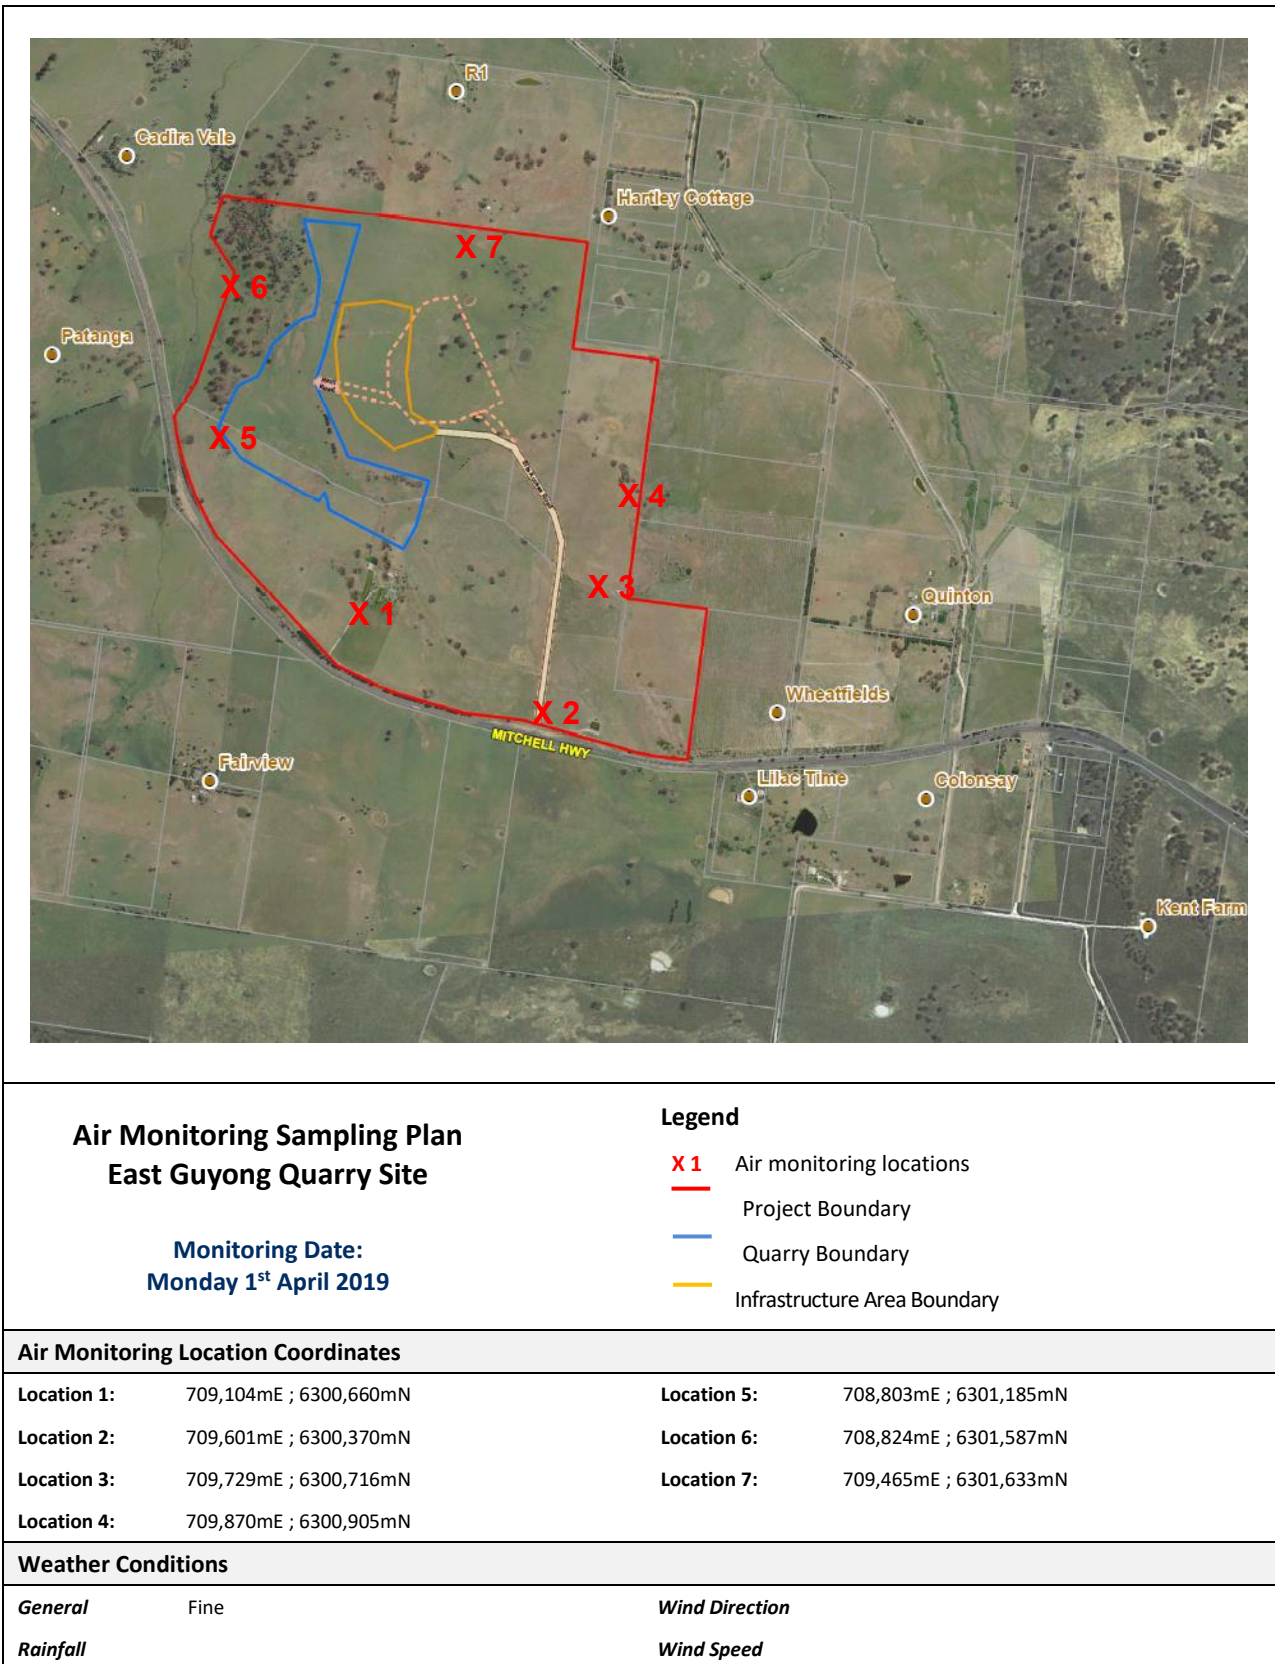 R1
Cadira Vale
Hartley Cottage
X 7
X 6
Patanga
X 5
X 4
X 3
Quinton
X 1
Wheatfields
X 2
MITCHELL HWY
Fairview
Lilac Time
Colonsay
Kent Farm
Air Monitoring Sampling Plan
East Guyong Quarry Site
Monitoring Date:
Monday 1st April 2019
Legend
X 1 Air monitoring locations
Project Boundary
Quarry Boundary
Infrastructure Area Boundary
Air Monitoring Location Coordinates
Location 1: 709,104mE ; 6300,660mN
Location 5: 708,803mE ; 6301,185mN
Location 2: 709,601mE ; 6300,370mN
Location 6: 708,824mE ; 6301,587mN
Location 3: 709,729mE ; 6300,716mN
Location 7: 709,465mE ; 6301,633mN
Location 4: 709,870mE ; 6300,905mN
Weather Conditions
General Fine
Wind Direction
Rainfall
Wind Speed